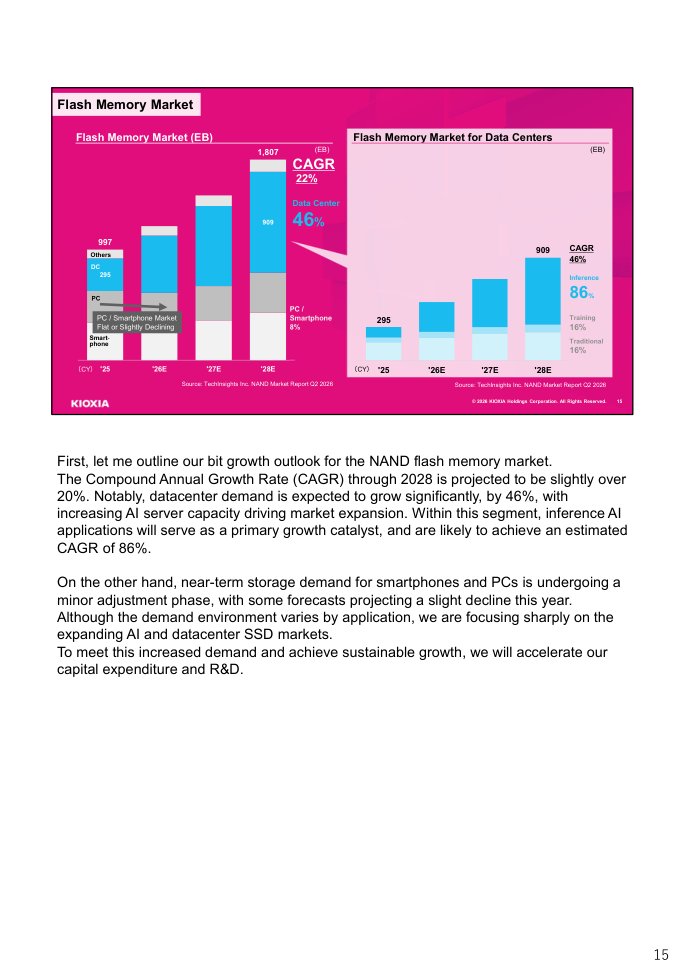 Flash Memory Market
Flash Memory Market (EB)
(EB)
1,807
CAGR
22%
Data Center
46%
909
997
Others
DC
295
PC
PC / Smartphone Market
Flat or Slightly Declining
Smart-
phone
PC /
Smartphone
8%
(CY) '25 '26E '27E '28E
Source: TechInsights Inc. NAND Market Report Q2 2026
Flash Memory Market for Data Centers
(EB)
909
CAGR
46%
Inference
86%
295
Training
16%
Traditional
16%
(CY) '25 '26E '27E '28E
Source: TechInsights Inc. NAND Market Report Q2 2026
KIOXIA
© 2026 KIOXIA Holdings Corporation. All Rights Reserved. 15
First, let me outline our bit growth outlook for the NAND flash memory market.
The Compound Annual Growth Rate (CAGR) through 2028 is projected to be slightly over
20%. Notably, datacenter demand is expected to grow significantly, by 46%, with
increasing AI server capacity driving market expansion. Within this segment, inference AI
applications will serve as a primary growth catalyst, and are likely to achieve an estimated
CAGR of 86%.
On the other hand, near-term storage demand for smartphones and PCs is undergoing a
minor adjustment phase, with some forecasts projecting a slight decline this year.
Although the demand environment varies by application, we are focusing sharply on the
expanding AI and datacenter SSD markets.
To meet this increased demand and achieve sustainable growth, we will accelerate our
capital expenditure and R&D.
15